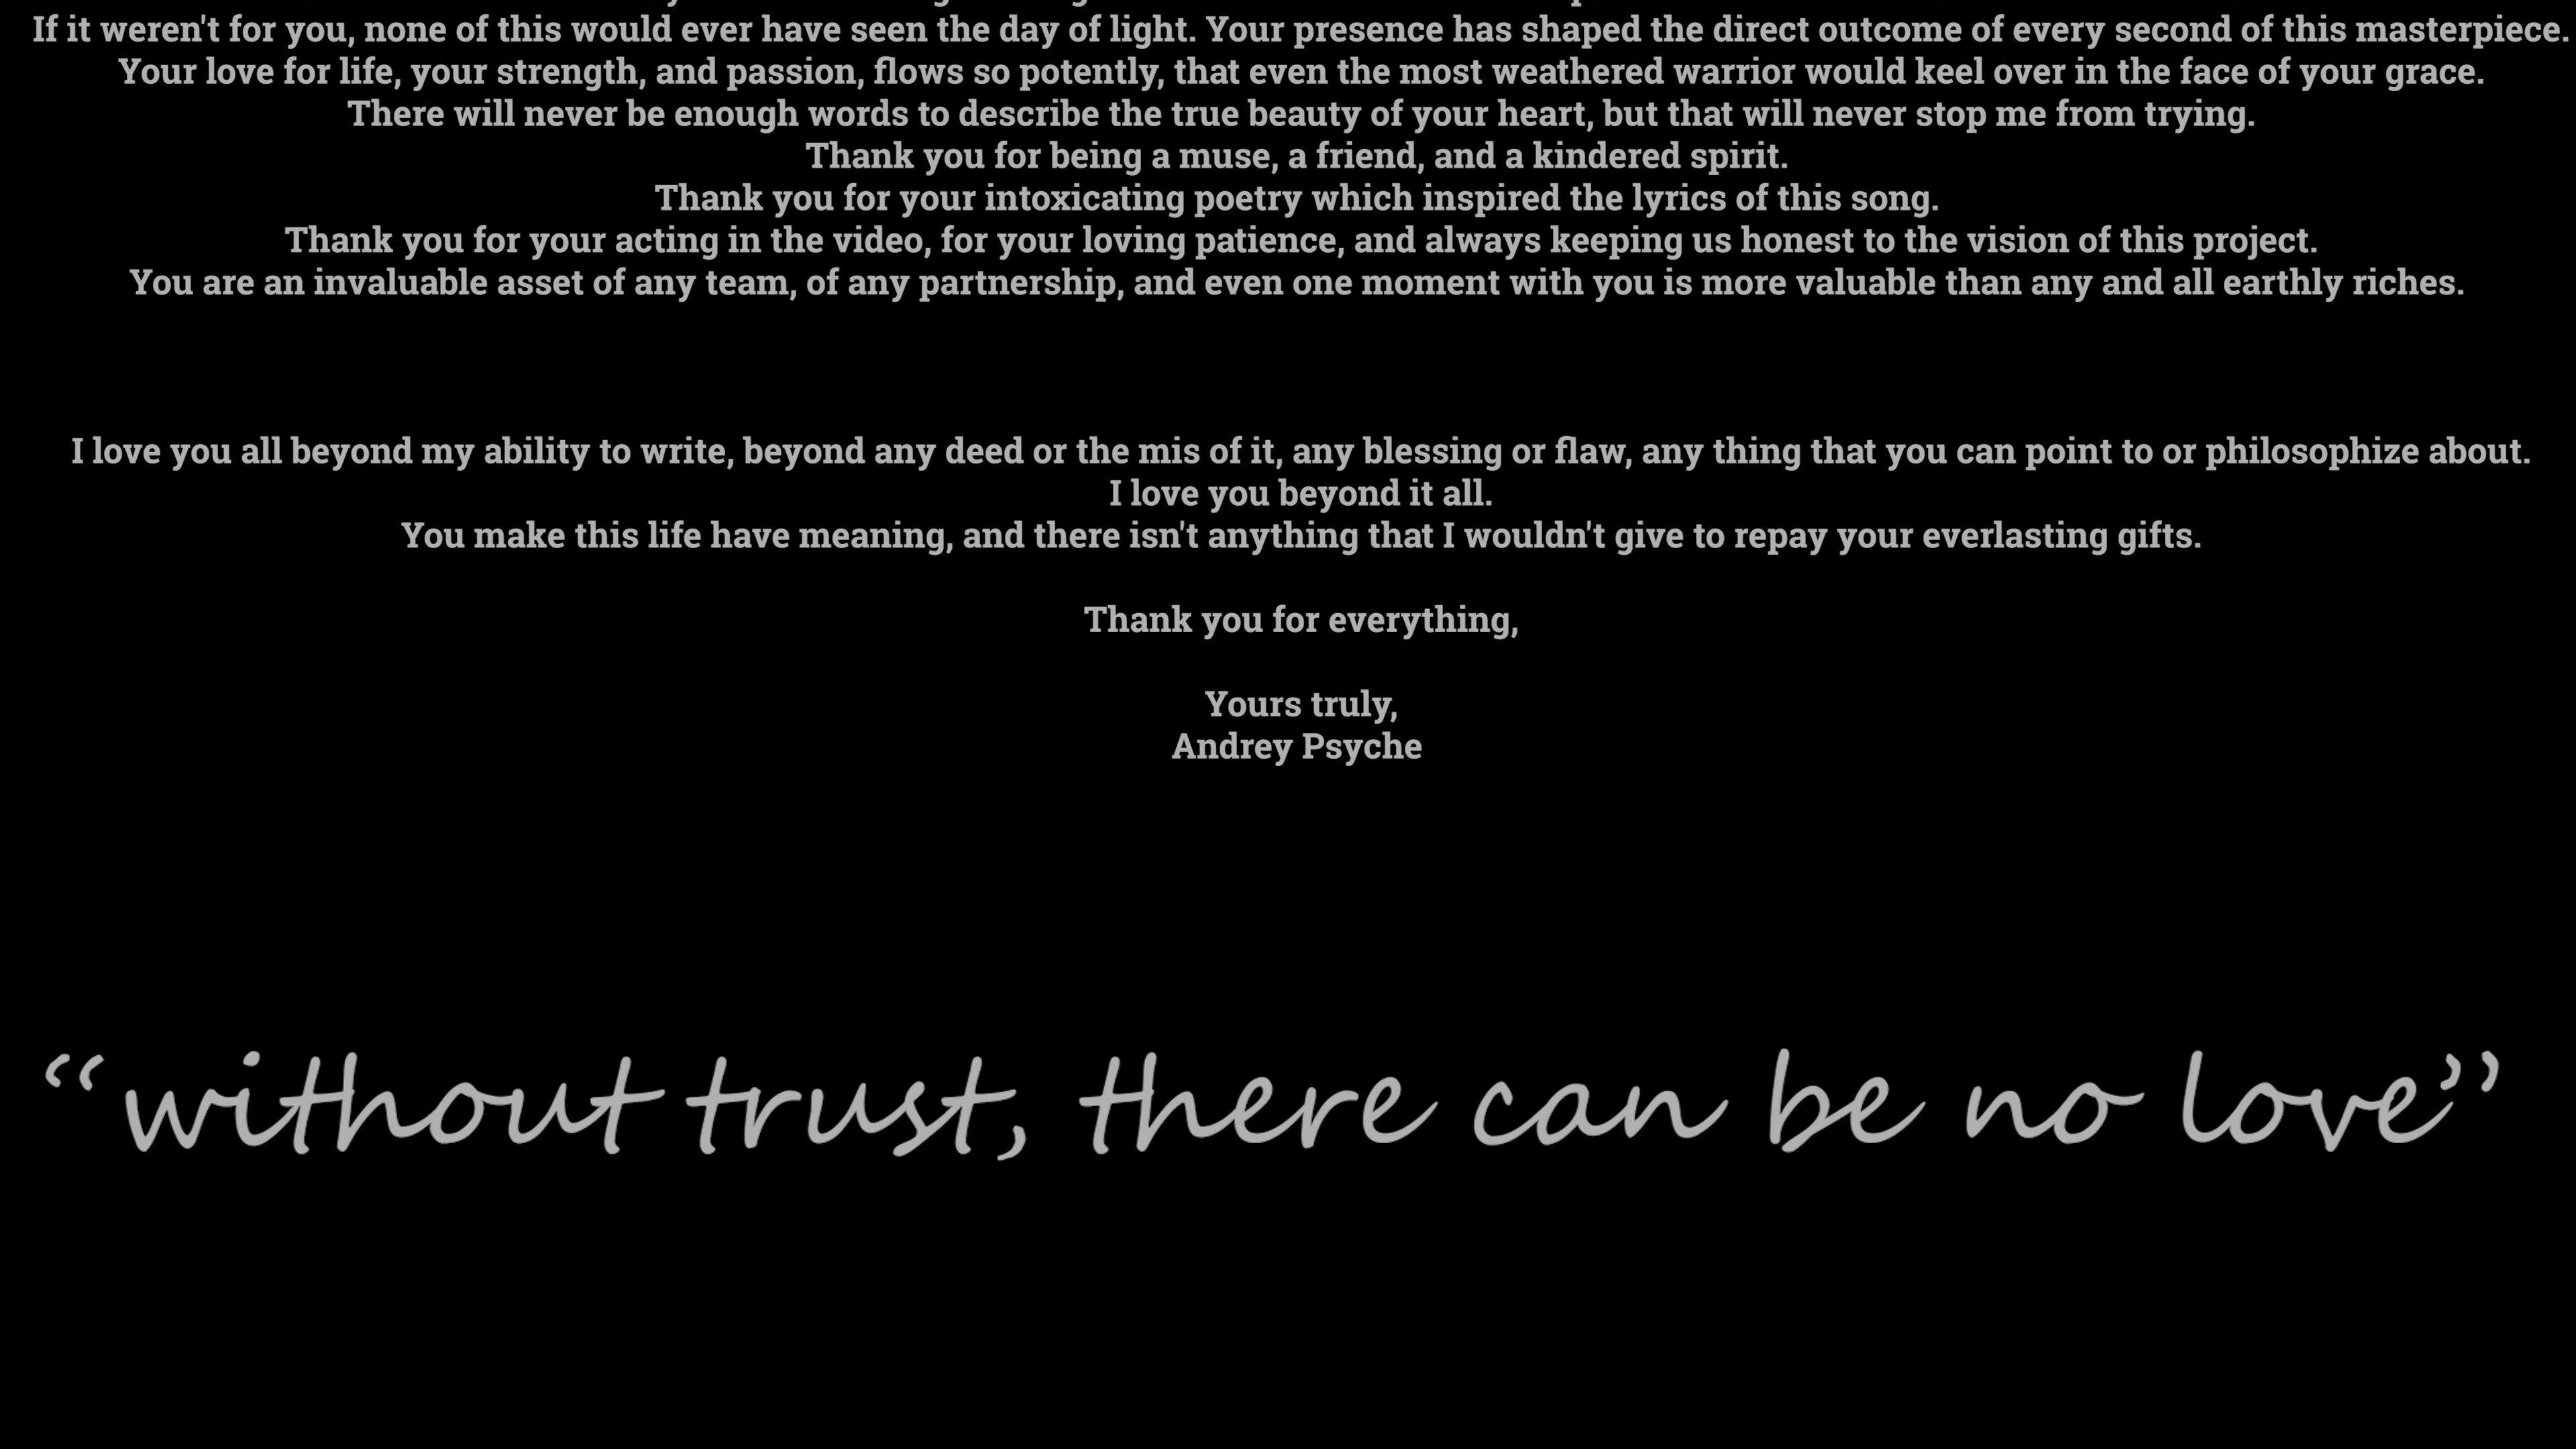 If it weren't for you, none of this would ever have seen the day of light. Your presence has shaped the direct outcome of every second of this masterpiece.
Your love for life, your strength, and passion, flows so potently, that even the most weathered warrior would keel over in the face of your grace.
There will never be enough words to describe the true beauty of your heart, but that will never stop me from trying.
Thank you for being a muse, a friend, and a kindered spirit.
Thank you for your intoxicating poetry which inspired the lyrics of this song.
Thank you for your acting in the video, for your loving patience, and always keeping us honest to the vision of this project.
You are an invaluable asset of any team, of any partnership, and even one moment with you is more valuable than any and all earthly riches.
I love you all beyond my ability to write, beyond any deed or the mis of it, any blessing or flaw, any thing that you can point to or philosophize about.
I love you beyond it all.
You make this life have meaning, and there isn't anything that I wouldn't give to repay your everlasting gifts.
Thank you for everything,
Yours truly,
Andrey Psyche
“without trust, there can be no love”